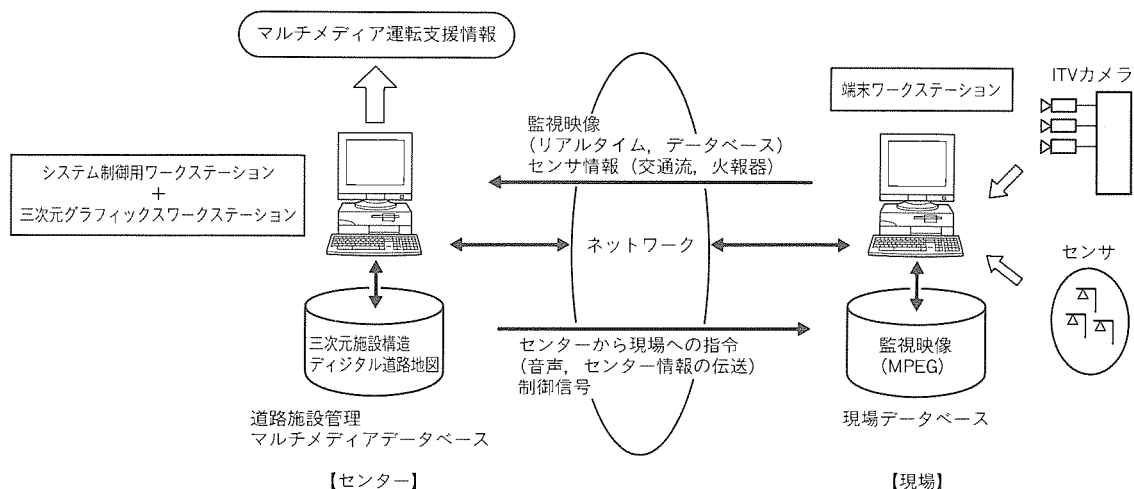 マルチメディア運転支援情報
システム制御用ワークステーション
+
三次元グラフィックスワークステーション
三次元施設構造
ディジタル道路地図
道路施設管理
マルチメディアデータベース
【センター】
監視映像
(リアルタイム,データベース)
センサ情報(交通流,火報器)
ネットワーク
センターから現場への指令
(音声,センター情報の伝送)
制御信号
端末ワークステーション
ITVカメラ
センサ
監視映像
(MPEG)
現場データベース
【現場】